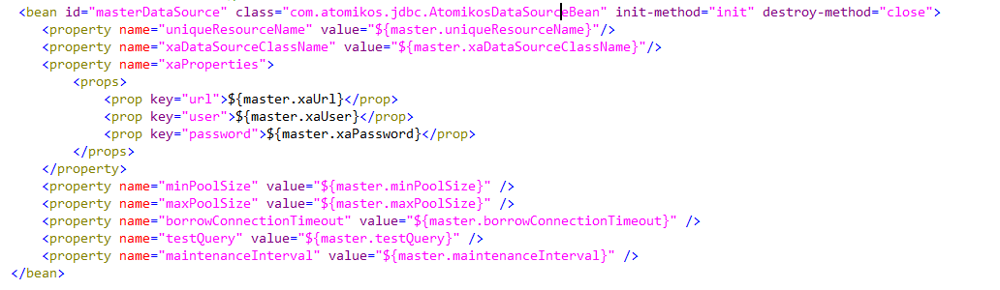 <bean id="masterDataSource" class="com.atomikos.jdbc.AtomikosDataSourceBean" init-method="init" destroy-method="close">
<property name="uniqueResourceName" value="${master.uniqueResourceName}"/>
<property name="xaDataSourceClassName" value="${master.xaDataSourceClassName}"/>
<property name="xaProperties">
<props>
<prop key="url">${master.xaUrl}</prop>
<prop key="user">${master.xaUser}</prop>
<prop key="password">${master.xaPassword}</prop>
</props>
</property>
<property name="minPoolSize" value="${master.minPoolSize}" />
<property name="maxPoolSize" value="${master.maxPoolSize}" />
<property name="borrowConnectionTimeout" value="${master.borrowConnectionTimeout}" />
<property name="testQuery" value="${master.testQuery}" />
<property name="maintenanceInterval" value="${master.maintenanceInterval}" />
</bean>